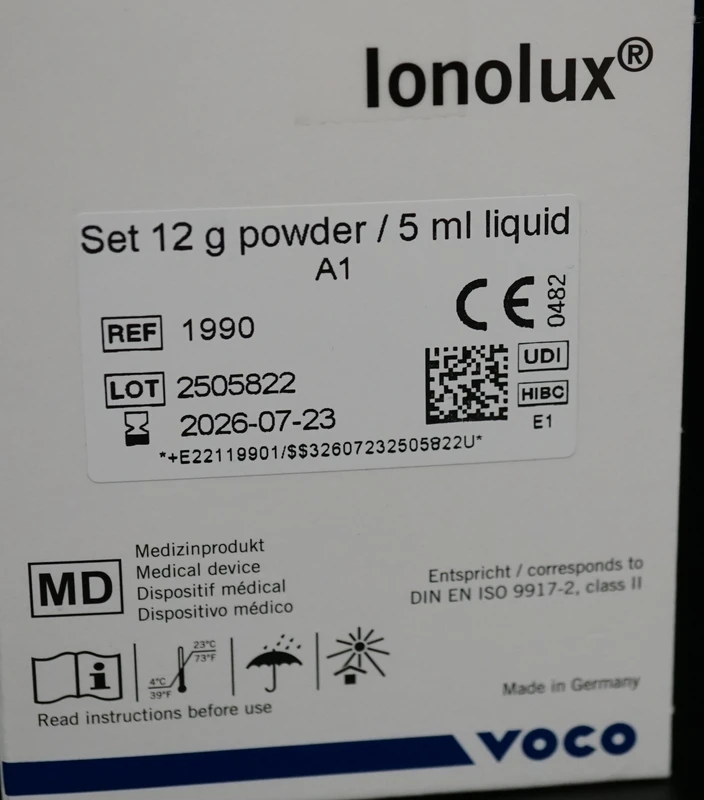 Ionolux®
Set 12 g powder / 5 ml liquid
A1
CE 0482
REF 1990
UDI
LOT 2505822
HIBC
2026-07-23
E1
*+E22119901/$$32607232505822U*
MD
Medizinprodukt
Medical device
Dispositif médical
Dispositivo médico
Entspricht / corresponds to
DIN EN ISO 9917-2, class II
23°C
73°F
4°C
39°F
Read instructions before use
Made in Germany
VOCO